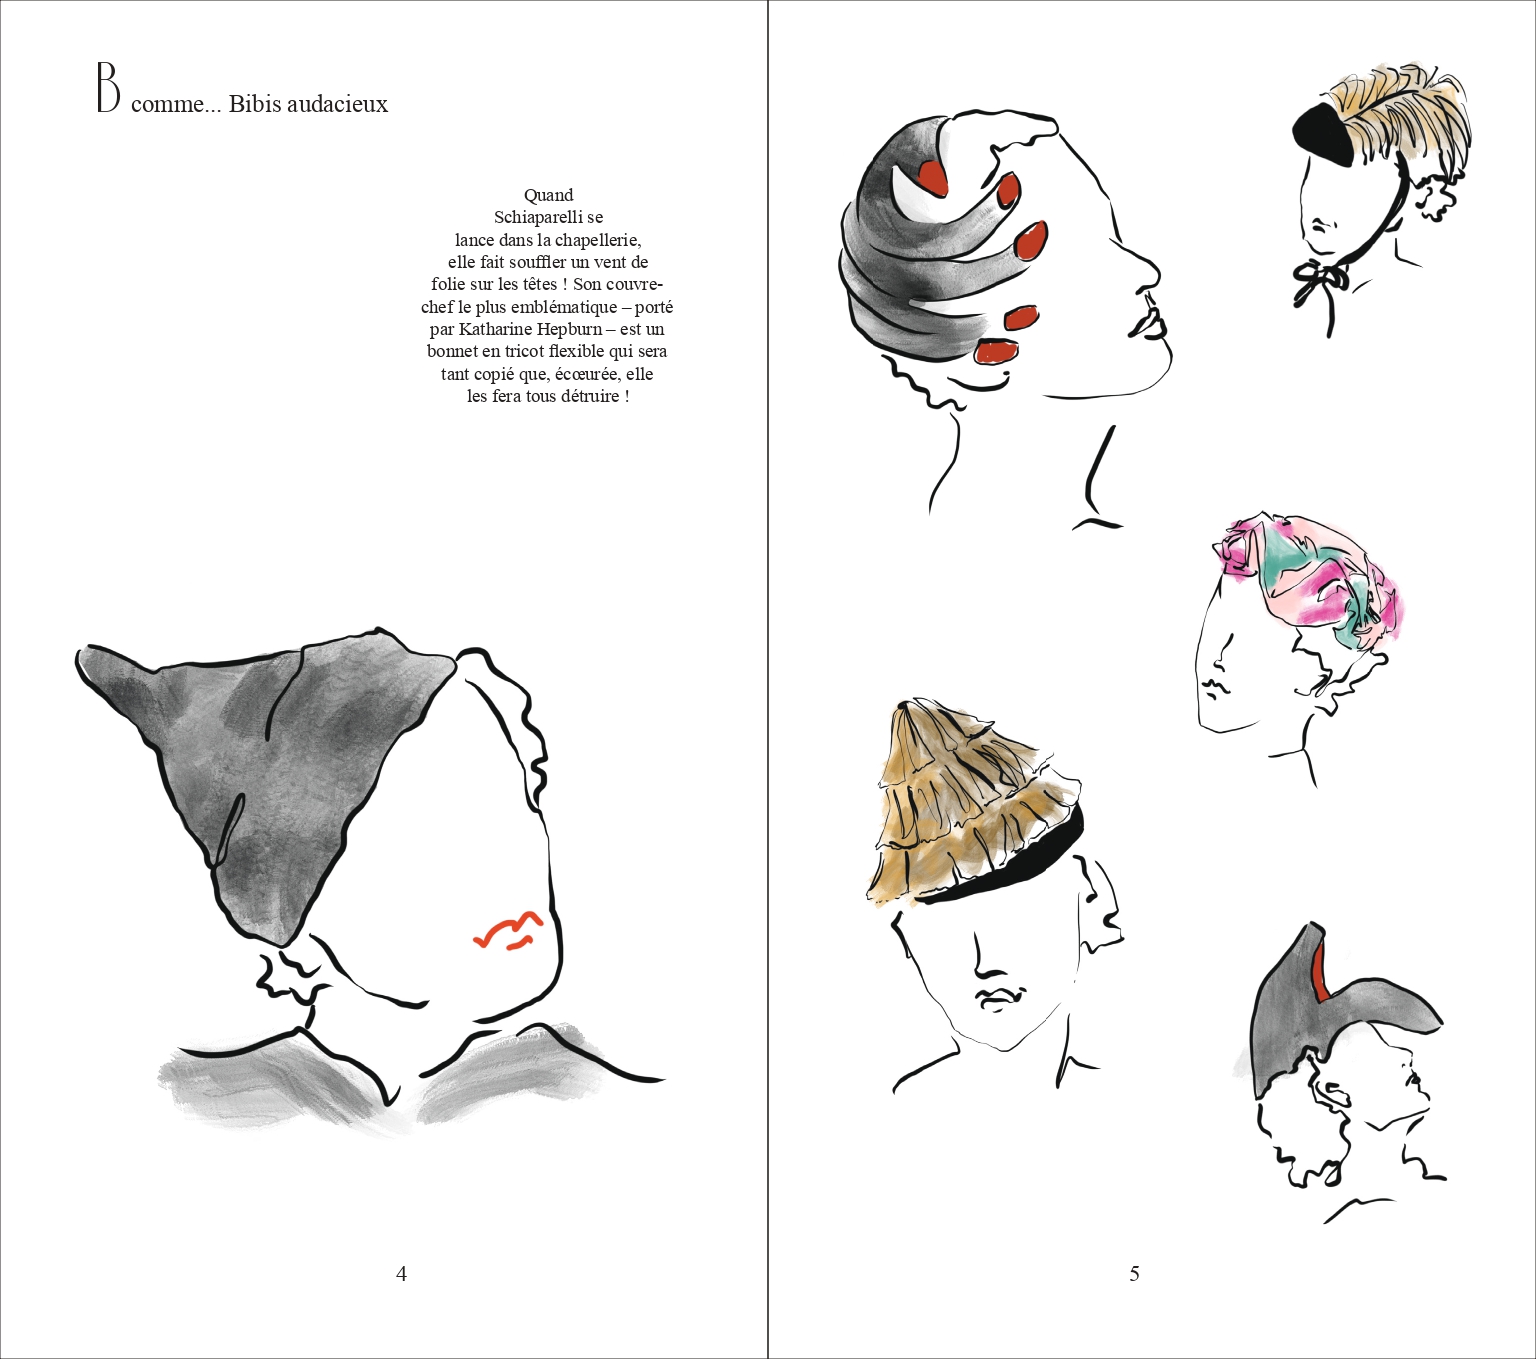 B comme... Bibis audacieux
Quand
Schiaparelli se
lance dans la chapellerie,
elle fait souffler un vent de
folie sur les têtes ! Son couvre-
chef le plus emblématique – porté
par Katharine Hepburn – est un
bonnet en tricot flexible qui sera
tant copié que, écœurée, elle
les fera tous détruire !
4
5